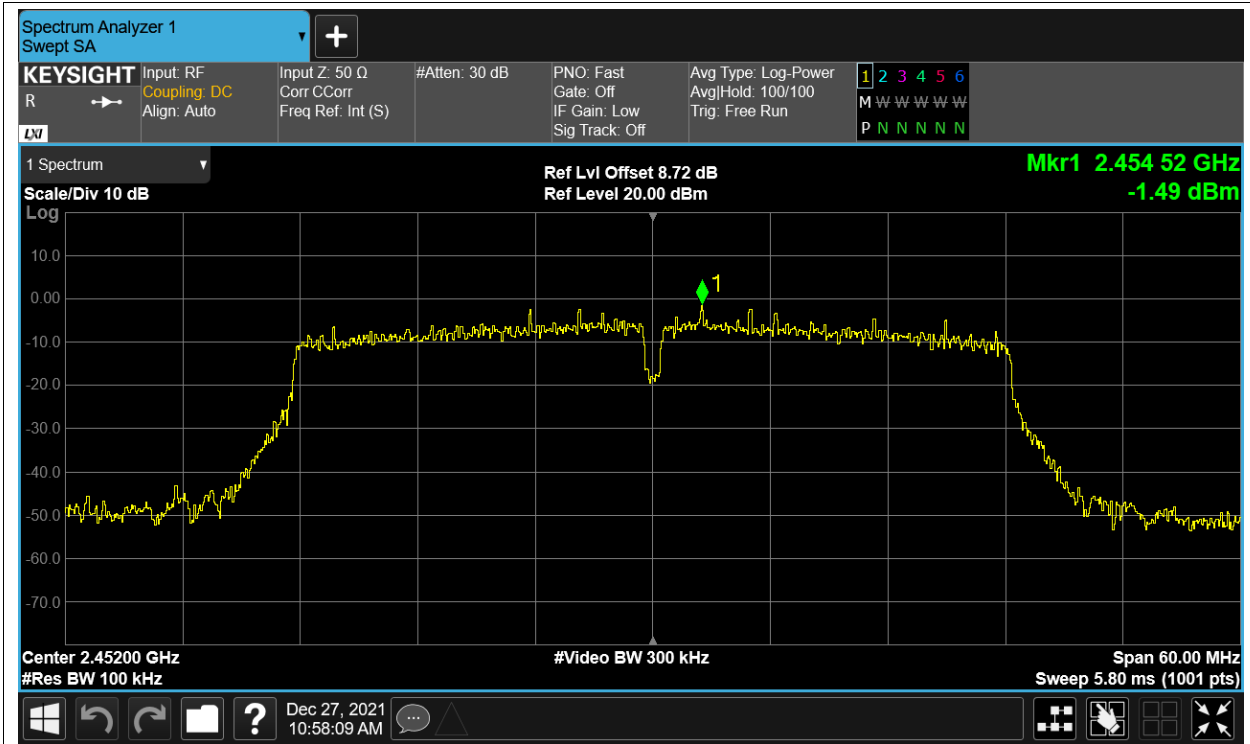 Spectrum Analyzer 1
Swept SA
KEYSIGHT
R
LXI
Input: RF
Coupling: DC
Align: Auto
Input Z: 50 Ω
Corr CCorr
Freq Ref: Int (S)
#Atten: 30 dB
PNO: Fast
Gate: Off
IF Gain: Low
Sig Track: Off
Avg Type: Log-Power
Avg|Hold: 100/100
Trig: Free Run
1 2 3 4 5 6
M W W W W W
P N N N N N
1 Spectrum
Scale/Div 10 dB
Log
Ref Lvl Offset 8.72 dB
Ref Level 20.00 dBm
Mkr1 2.454 52 GHz
-1.49 dBm
1
10.0
0.00
-10.0
-20.0
-30.0
-40.0
-50.0
-60.0
-70.0
Center 2.45200 GHz
#Res BW 100 kHz
#Video BW 300 kHz
Span 60.00 MHz
Sweep 5.80 ms (1001 pts)
?
Dec 27, 2021
10:58:09 AM